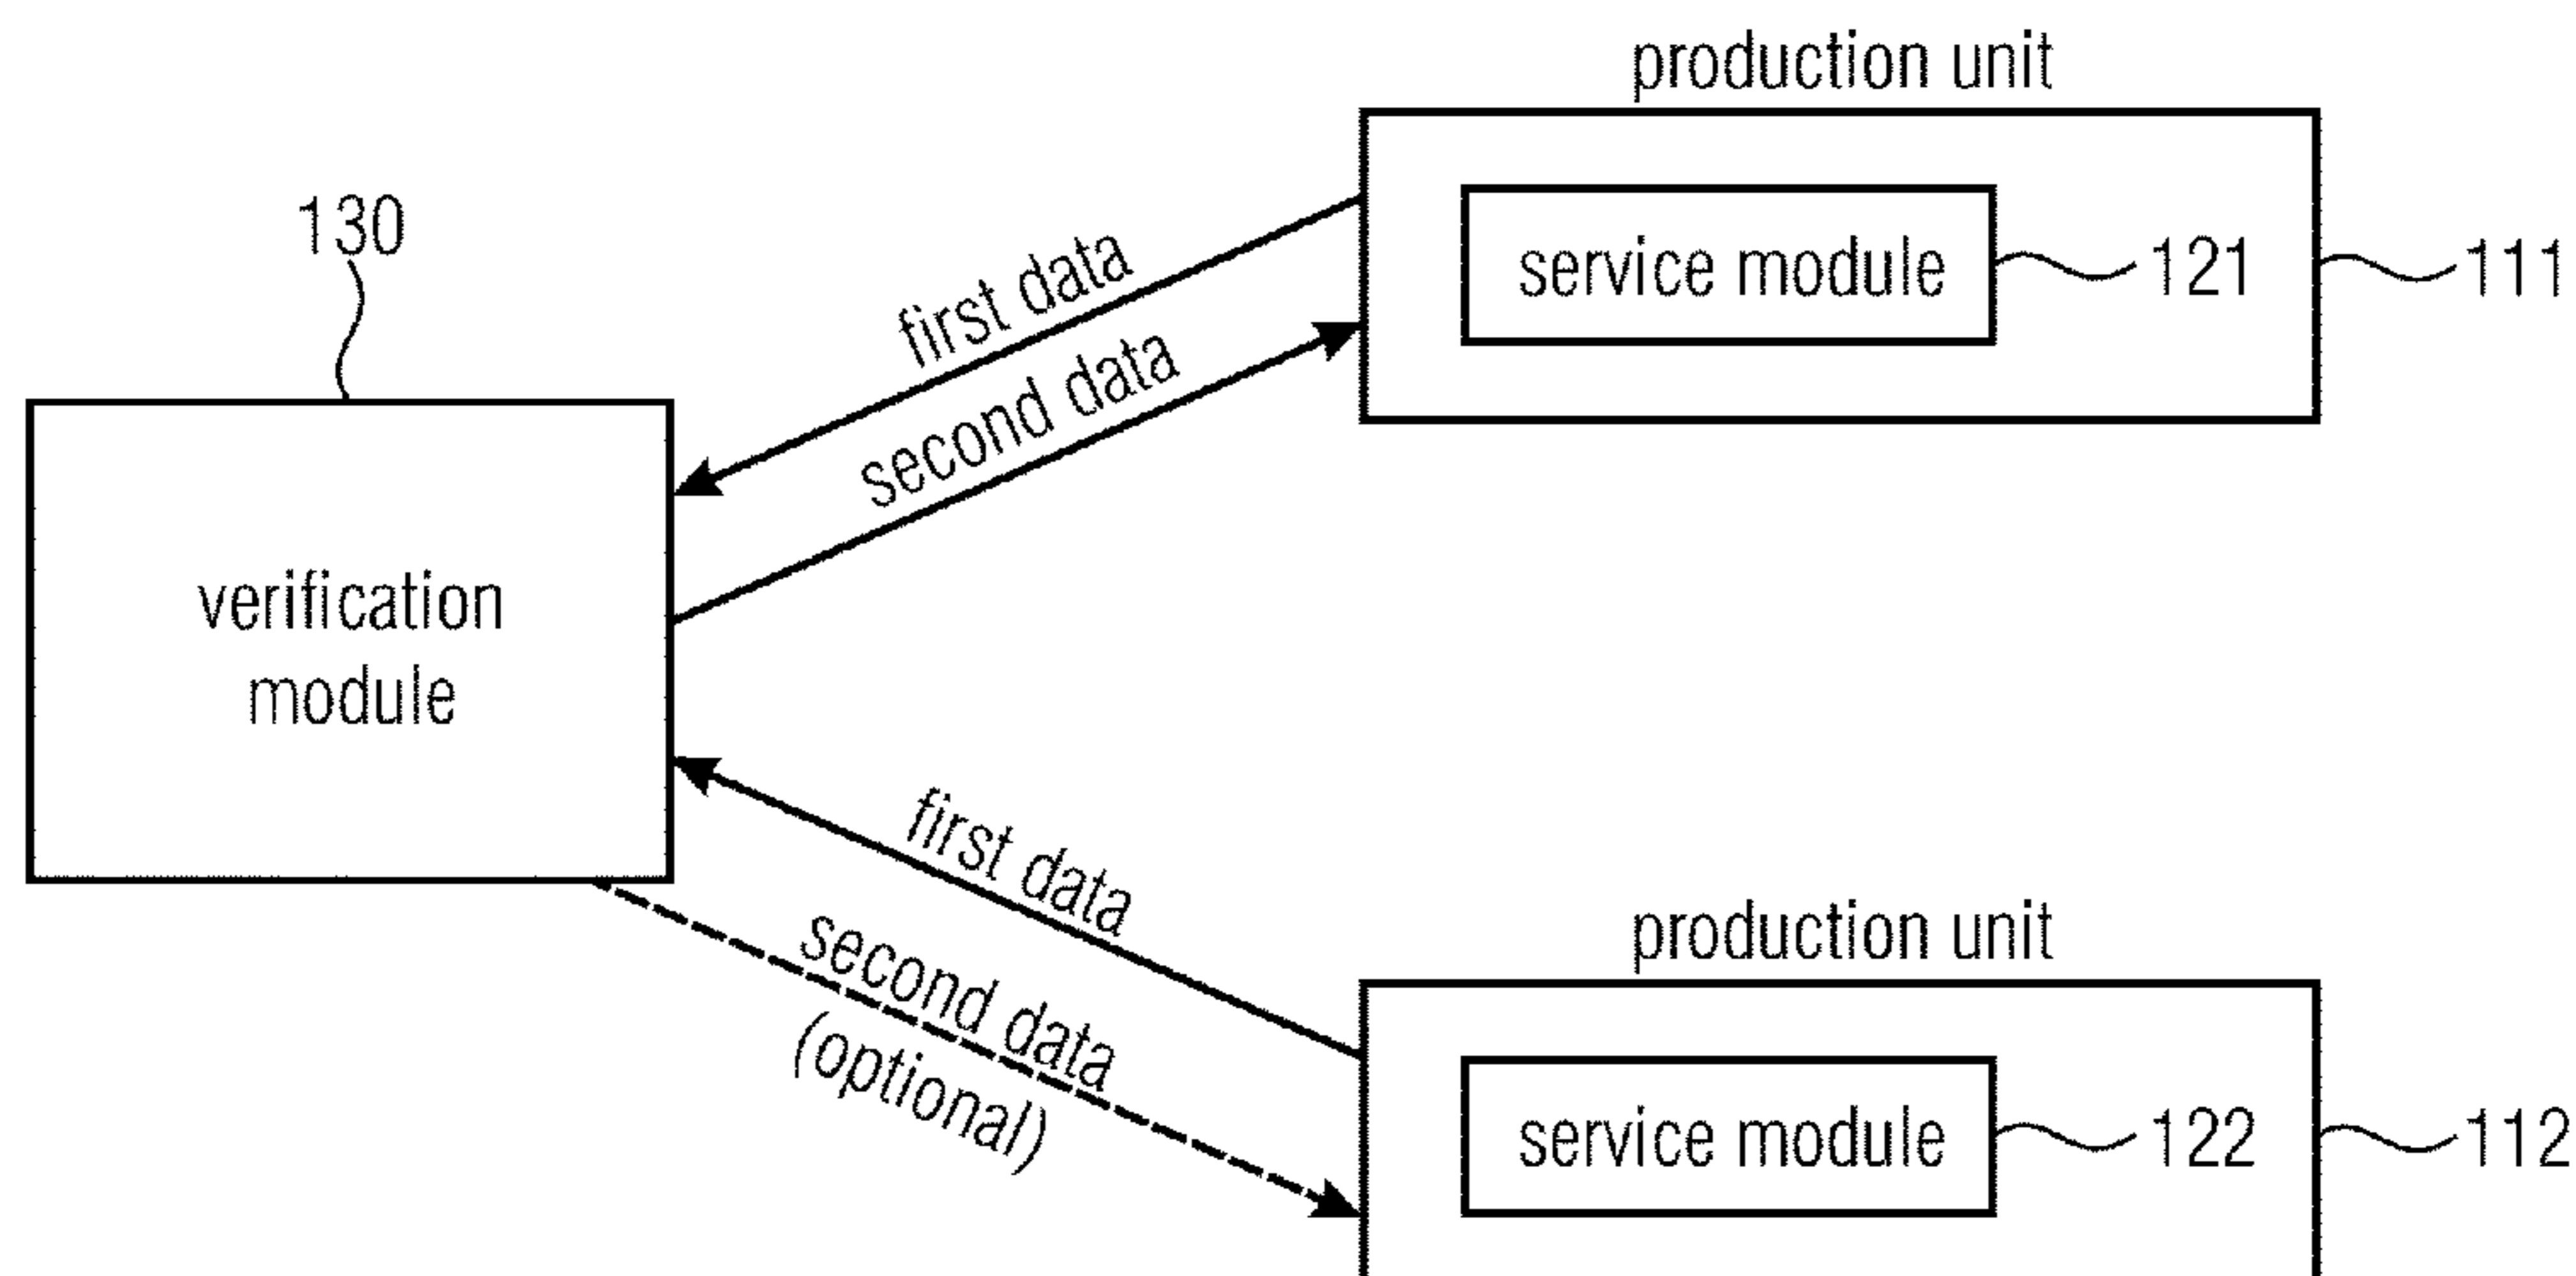 production unit
130
first data
service module
121
111
second data
verification
module
first data
production unit
second data
(optional)
service module
122
112